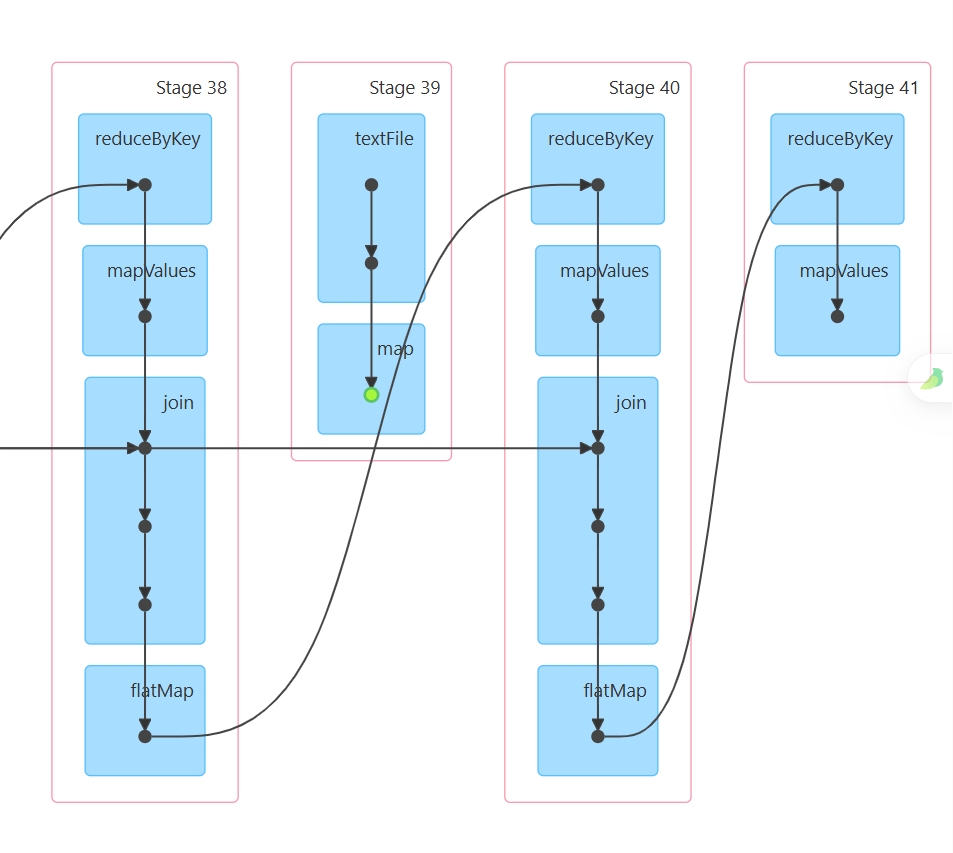 Stage 38
reduceByKey
mapValues
join
flatMap
Stage 39
textFile
map
Stage 40
reduceByKey
mapValues
join
flatMap
Stage 41
reduceByKey
mapValues